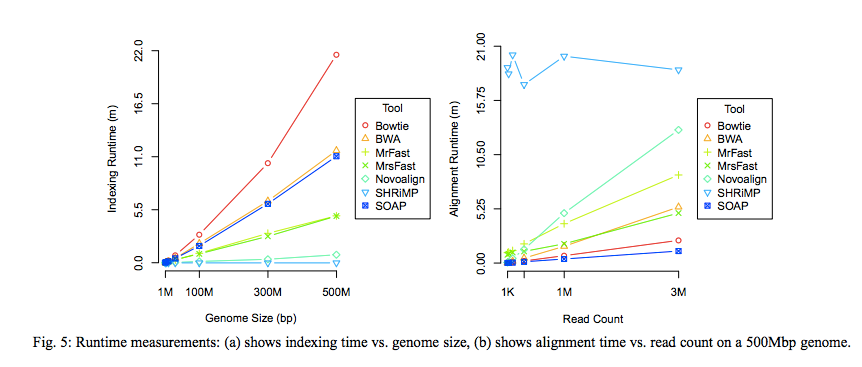 22.0
16.5
11.0
5.5
0.0
Indexing Runtime (m)
1M 100M 300M 500M
Genome Size (bp)
Tool
Bowtie
BWA
MrFast
MrsFast
Novoalign
SHRiMP
SOAP
21.00
15.75
10.50
5.25
0.00
Alignment Runtime (m)
1K 1M 3M
Read Count
Tool
Bowtie
BWA
MrFast
MrsFast
Novoalign
SHRiMP
SOAP
Fig. 5: Runtime measurements: (a) shows indexing time vs. genome size, (b) shows alignment time vs. read count on a 500Mbp genome.